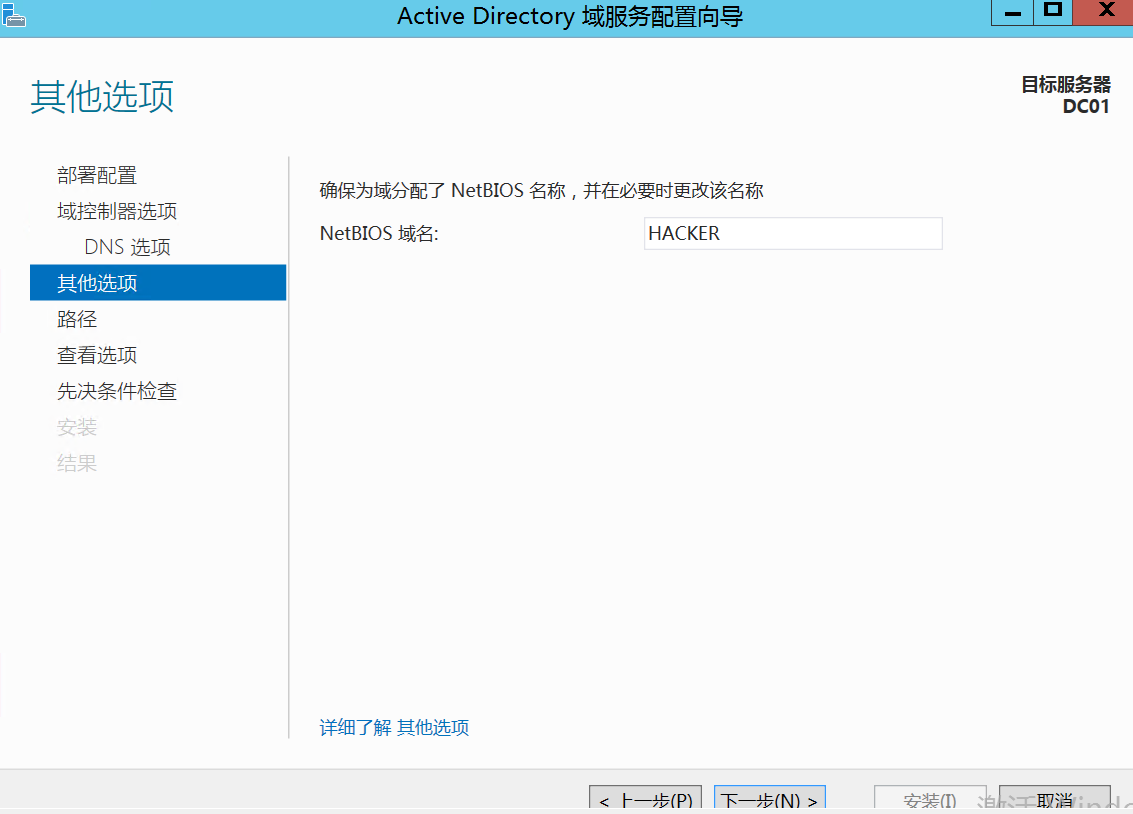 Active Directory 域服务配置向导
其他选项
目标服务器
DC01
部署配置
域控制器选项
DNS 选项
其他选项
路径
查看选项
先决条件检查
安装
结果
确保为域分配了 NetBIOS 名称，并在必要时更改该名称
NetBIOS 域名:
HACKER
详细了解 其他选项
< 上一步(P)
下一步(N) >
安装(I)
取消
激活 Windo